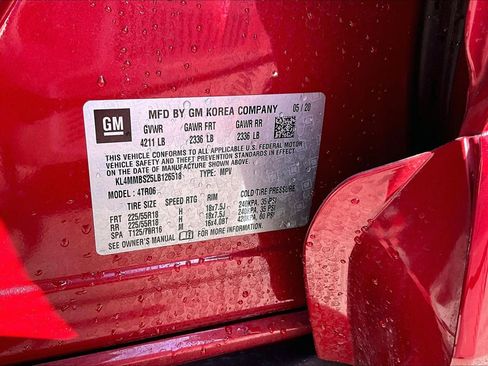 MFD BY GM KOREA COMPANY 05/20
GM
GVWR GAWR FRT GAWR RR
4211 LB 2336 LB 2336 LB
THIS VEHICLE CONFORMS TO ALL APPLICABLE U.S. FEDERAL MOTOR
VEHICLE SAFETY AND THEFT PREVENTION STANDARDS IN EFFECT
ON THE DATE OF MANUFACTURE SHOWN ABOVE.
KL4MMBS25LB126518 TYPE: MPV
MODEL: 4TR06
TIRE SIZE SPEED RTG RIM COLD TIRE PRESSURE
FRT 225/55R18 H 18x7.5J 240KPA, 35 PSI
RR 225/55R18 H 18x7.5J 240KPA, 35 PSI
SPA T125/70R16 M 16x4.0BT 420KPA, 60 PSI
SEE OWNER'S MANUAL FOR MORE INFORMATION.